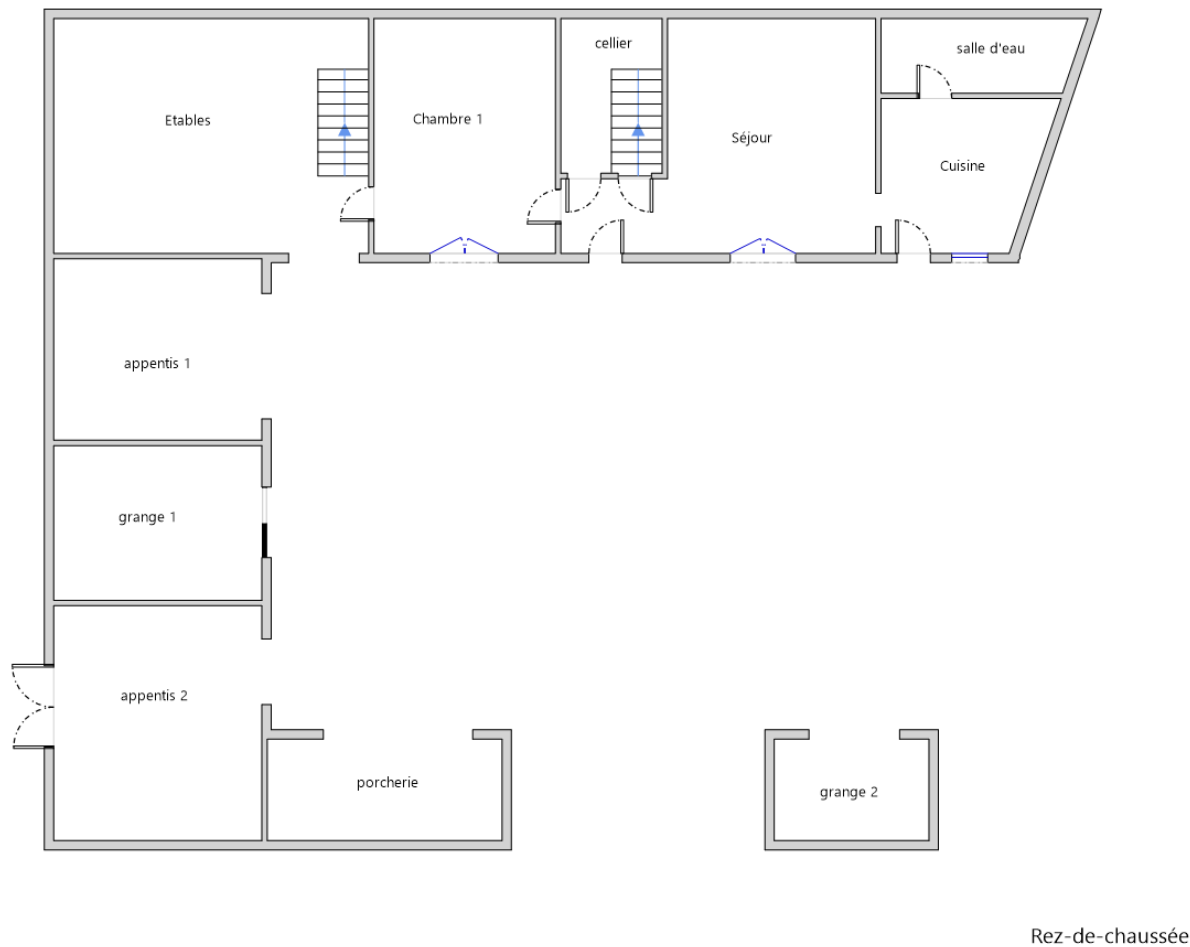 cellier
salle d'eau
Etables
Chambre 1
Séjour
Cuisine
appentis 1
grange 1
appentis 2
porcherie
grange 2
Rez-de-chaussée